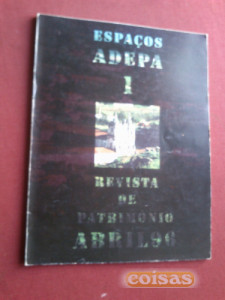 ESPAÇOS
ADEPA
1
REVISTA
DE
PATRIMONIO
ABRIL96
coisas